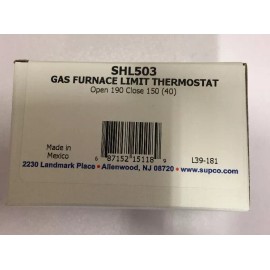 SHL503
GAS FURNACE LIMIT THERMOSTAT
Open 190 Close 150 (40)
Made in
Mexico
6 87152 15118 9
L39-181
2230 Landmark Place • Allenwood, NJ 08720 • www.supco.com